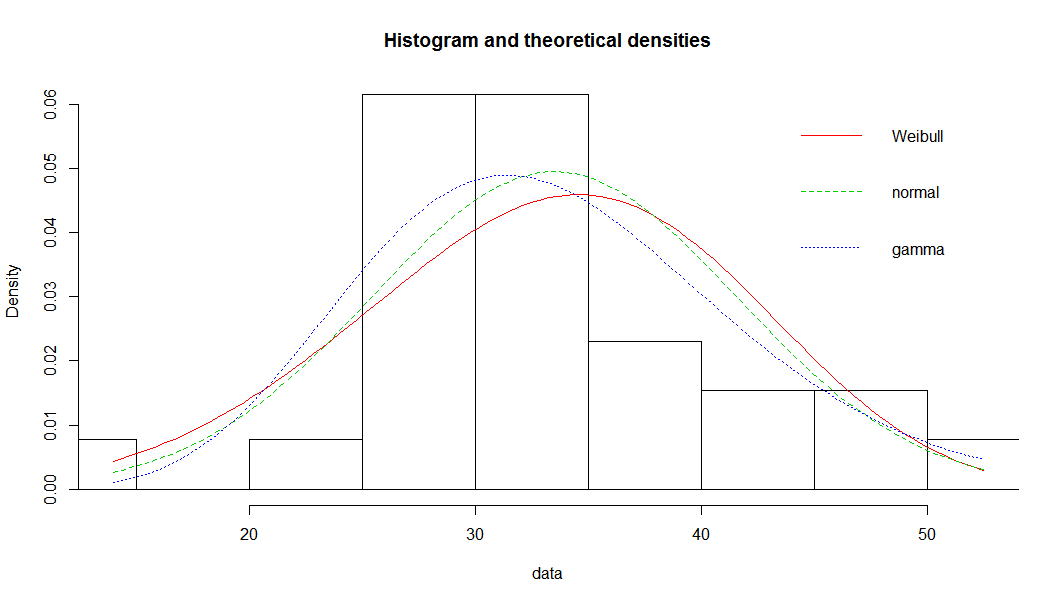 Histogram and theoretical densities
0.06
0.05
0.04
0.03
0.02
0.01
0.00
Density
Weibull
normal
gamma
20 30 40 50
data